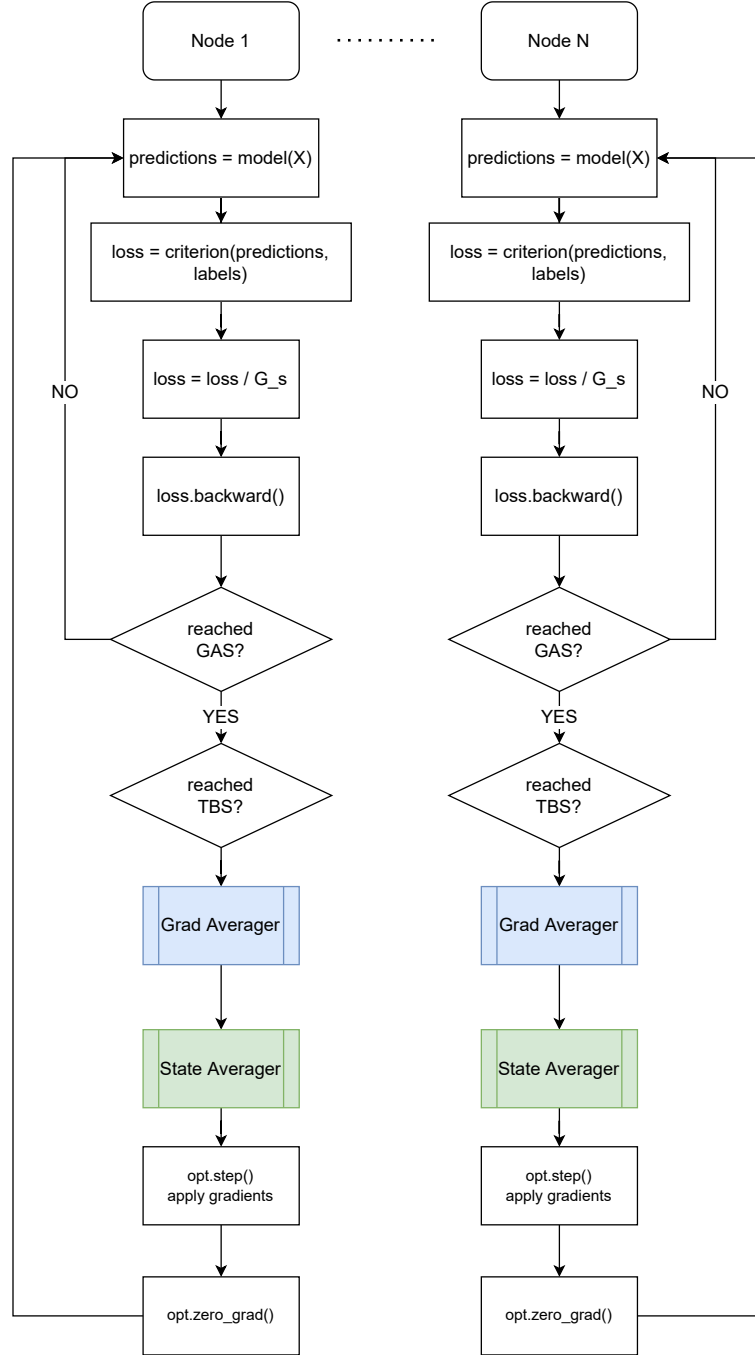 Node 1
Node N
predictions = model(X)
predictions = model(X)
loss = criterion(predictions,
labels)
loss = criterion(predictions,
labels)
loss = loss / G_s
loss = loss / G_s
NO
NO
loss.backward()
loss.backward()
reached
GAS?
reached
GAS?
YES
YES
reached
TBS?
reached
TBS?
Grad Averager
Grad Averager
State Averager
State Averager
opt.step()
apply gradients
opt.step()
apply gradients
opt.zero_grad()
opt.zero_grad()